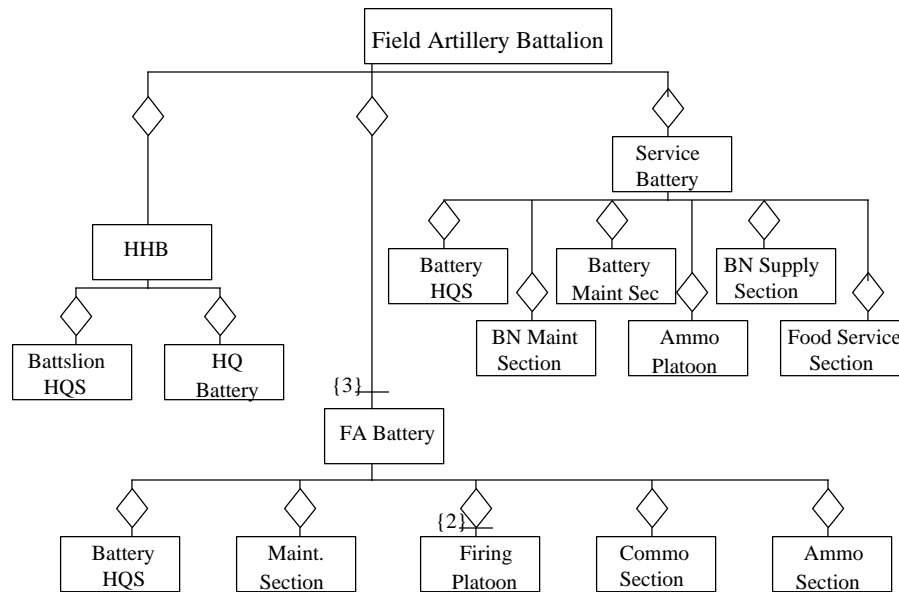 Field Artillery Battalion
Service
Battery
HHB
Battery
HQS
Battery
Maint Sec
BN Supply
Section
BN Maint
Section
Ammo
Platoon
Food Service
Section
Battslion
HQS
HQ
Battery
{3}
FA Battery
{2}
Battery
HQS
Maint.
Section
Firing
Platoon
Commo
Section
Ammo
Section